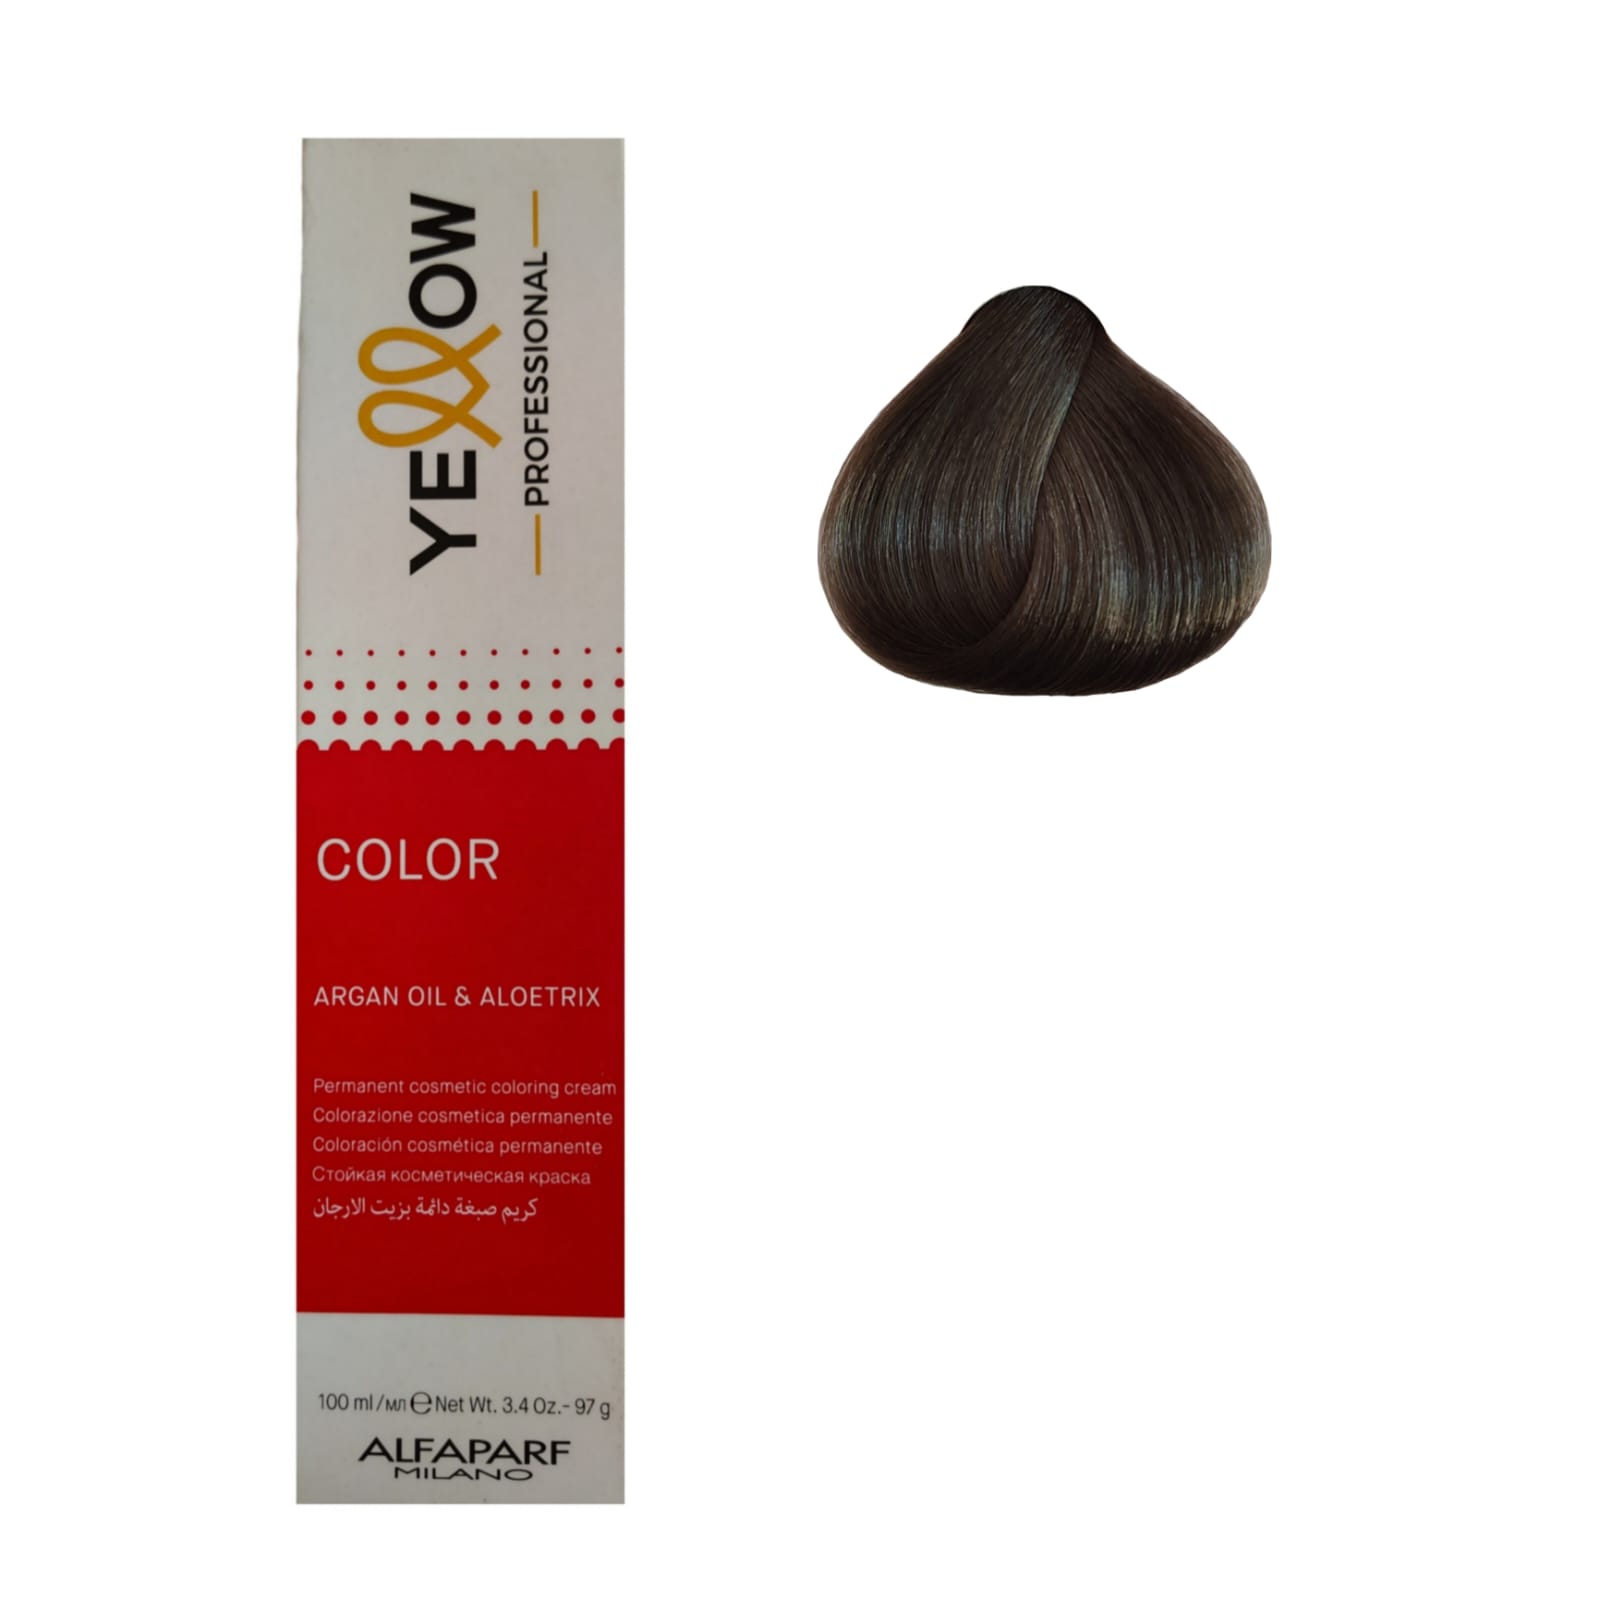 YELLOW
PROFESSIONAL
COLOR
ARGAN OIL & ALOETRIX
Permanent cosmetic coloring cream
Colorazione cosmetica permanente
Coloración cosmética permanente
Стойкая косметическая краска
كريم صبغة دائمة بزيت الارجان
100 ml/мл ℮ Net Wt. 3.4 Oz.- 97 g
ALFAPARF
MILANO